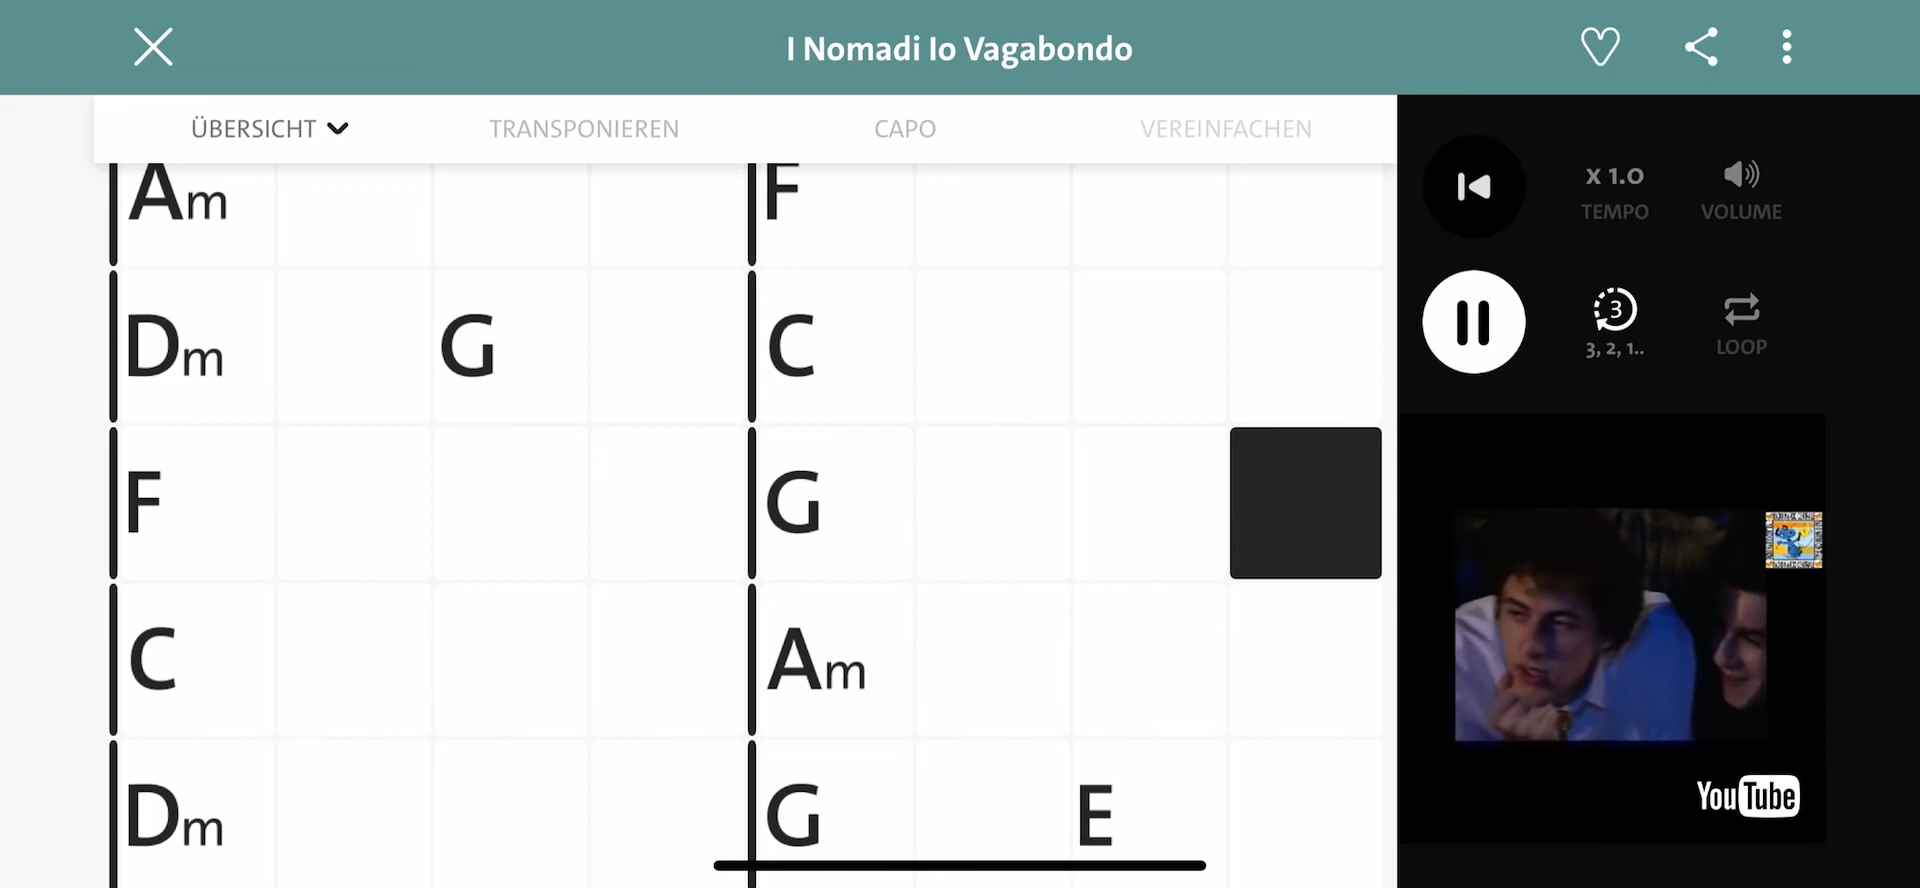 I Nomadi Io Vagabondo
ÜBERSICHT TRANSPONIEREN CAPO VEREINFACHEN
Am F
Dm G C
F G
C Am
Dm G E
X 1.0
TEMPO VOLUME
3
3, 2, 1.. LOOP
YouTube